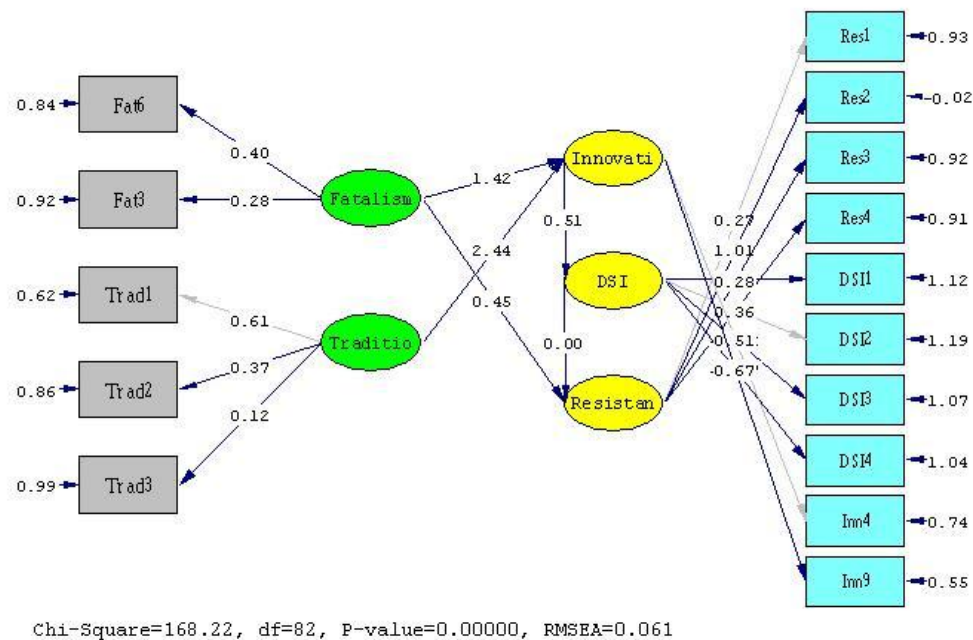 Res1
0.93
Res2
-0.02
0.84
Fat6
Res3
0.92
Innovati
0.40
1.42
0.92
Fat3
0.28
Fatalism
0.51
0.27
Res4
0.91
1.01
2.44
DSI
0.28
DSI1
1.12
0.62
Trad1
0.45
0.36
0.61
Traditio
0.00
0.51
DSI2
1.19
0.37
-0.67
0.86
Trad2
Resistan
DSI3
1.07
0.12
DSI4
1.04
0.99
Trad3
Inn4
0.74
Inn9
0.55
Chi-Square=168.22, df=82, P-value=0.00000, RMSEA=0.061